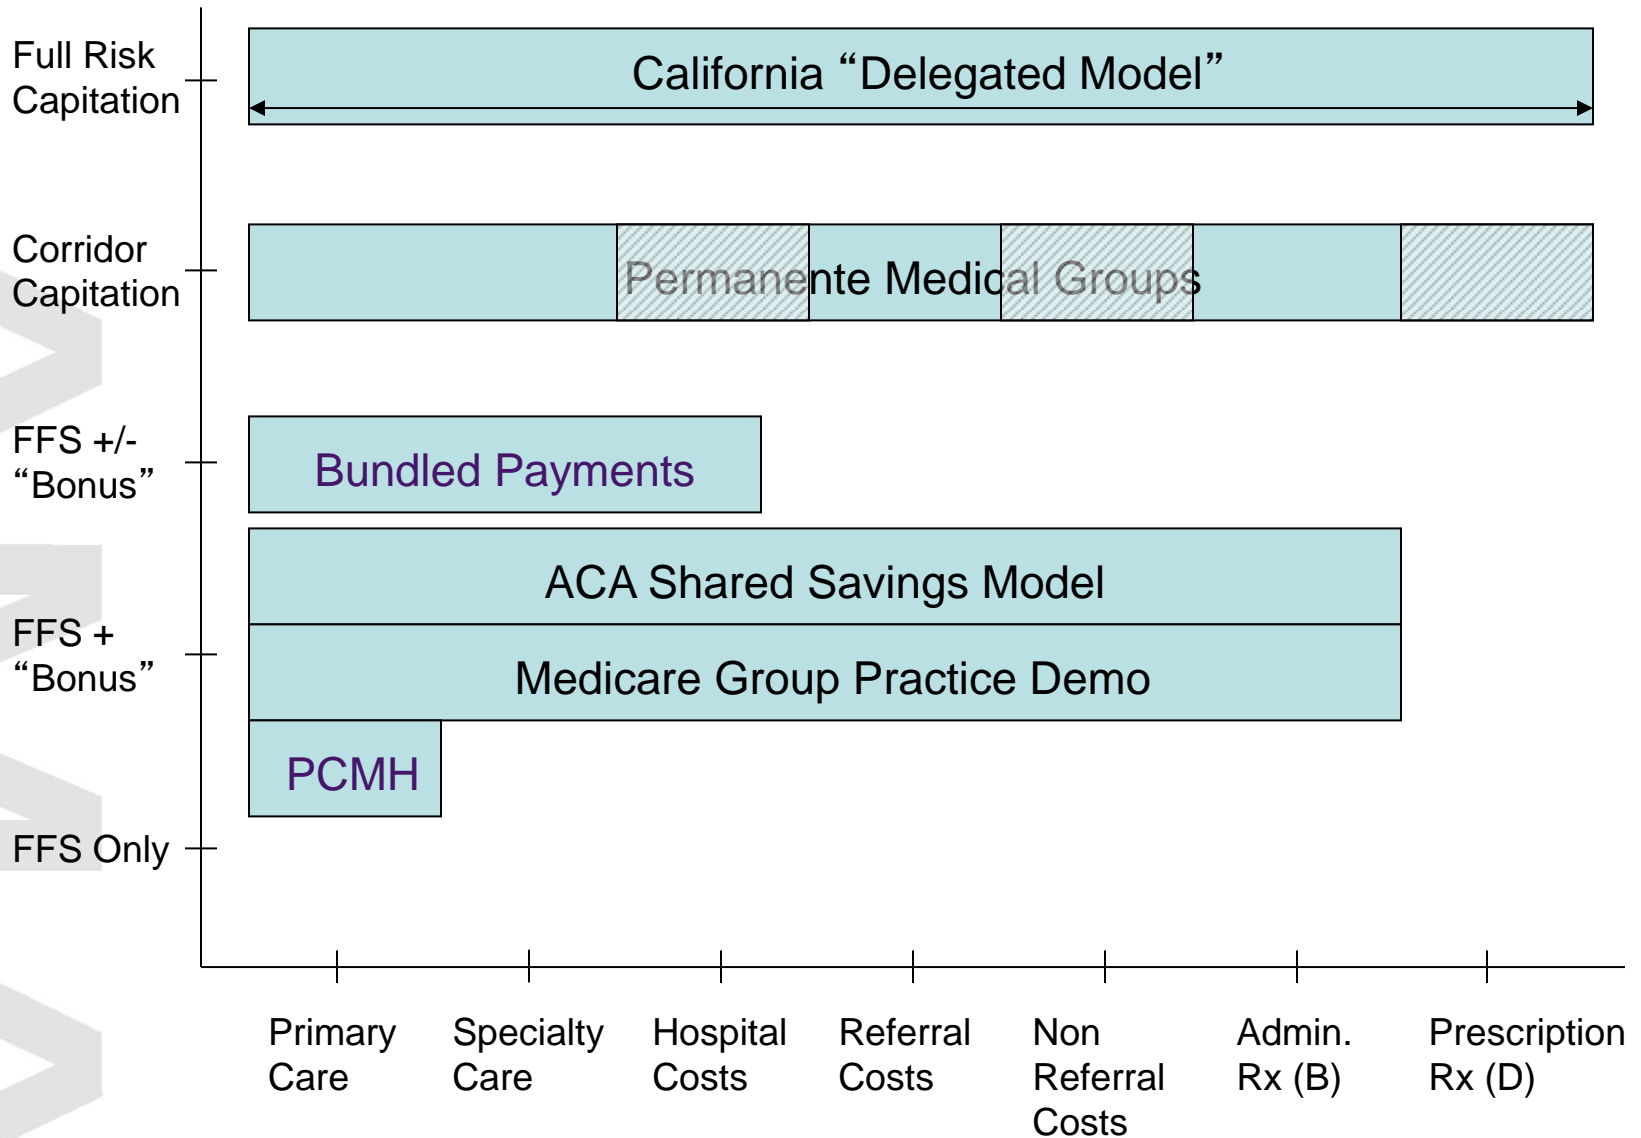 Full Risk
Capitation
California “Delegated Model”
Corridor
Capitation
Permanente Medical Groups
FFS +/-
“Bonus”
Bundled Payments
ACA Shared Savings Model
FFS +
“Bonus”
Medicare Group Practice Demo
PCMH
FFS Only
Primary
Care
Specialty
Care
Hospital
Costs
Referral
Costs
Non
Referral
Costs
Admin.
Rx (B)
Prescription
Rx (D)